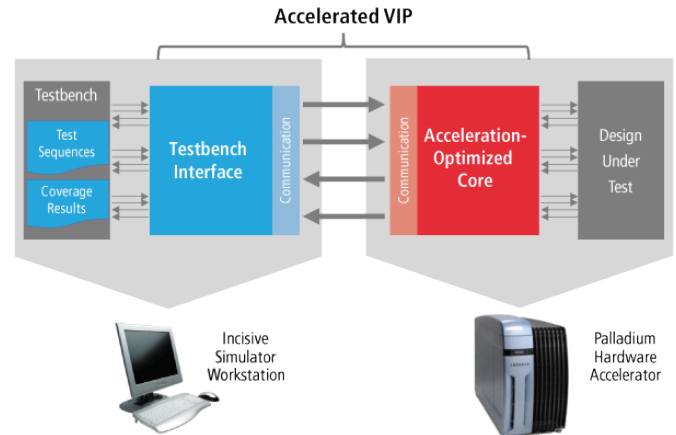 Accelerated VIP
Testbench
Test
Sequences
Coverage
Results
Testbench
Interface
Communication
Communication
Acceleration-
Optimized
Core
Design
Under
Test
Incisive
Simulator
Workstation
Palladium
Hardware
Accelerator